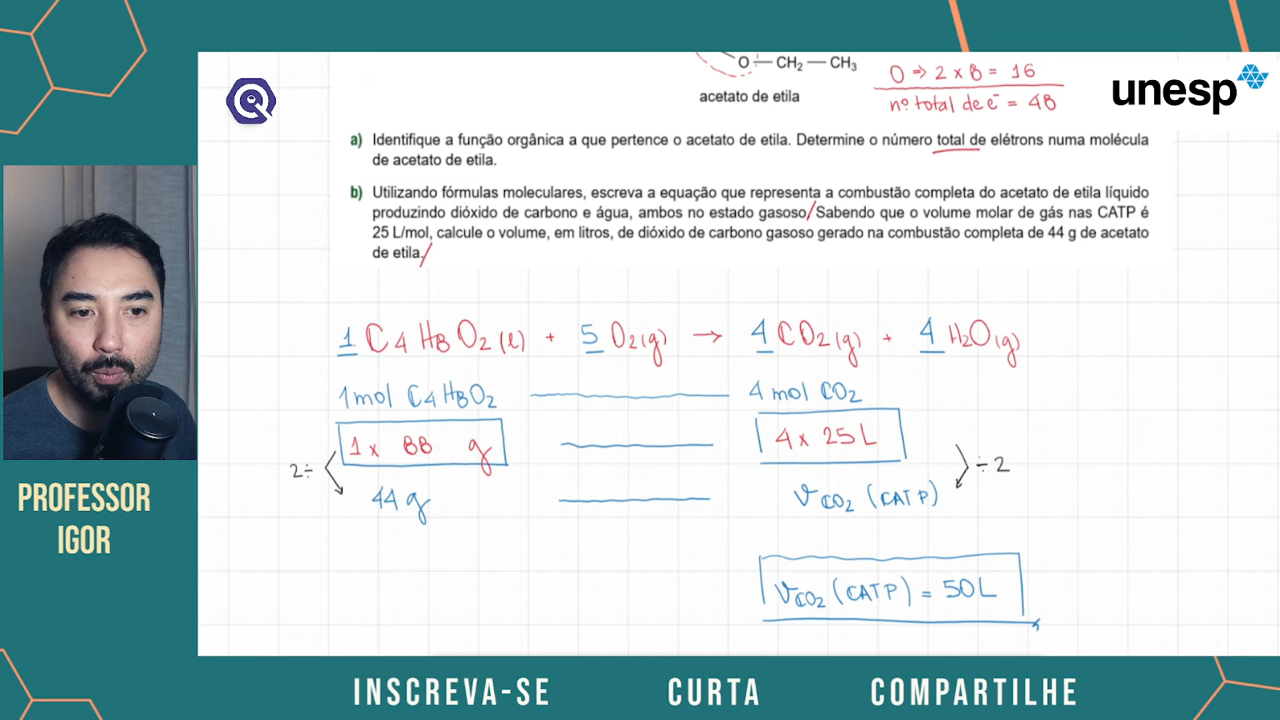 O — CH2 — CH3
acetato de etila
O ⇒ 2 x 8 = 16
nº total de e- = 48
unesp
a) Identifique a função orgânica a que pertence o acetato de etila. Determine o número total de elétrons numa molécula
de acetato de etila.
b) Utilizando fórmulas moleculares, escreva a equação que representa a combustão completa do acetato de etila líquido
produzindo dióxido de carbono e água, ambos no estado gasoso. Sabendo que o volume molar de gás nas CATP é
25 L/mol, calcule o volume, em litros, de dióxido de carbono gasoso gerado na combustão completa de 44 g de acetato
de etila.
1 C4H8O2(l) + 5 O2(g) → 4 CO2(g) + 4 H2O(g)
1 mol C4H8O2 4 mol CO2
1 x 88 g 4 x 25 L
2÷ ÷2
44 g VCO2 (CATP)
VCO2 (CATP) = 50 L
PROFESSOR
IGOR
INSCREVA-SE CURTA COMPARTILHE